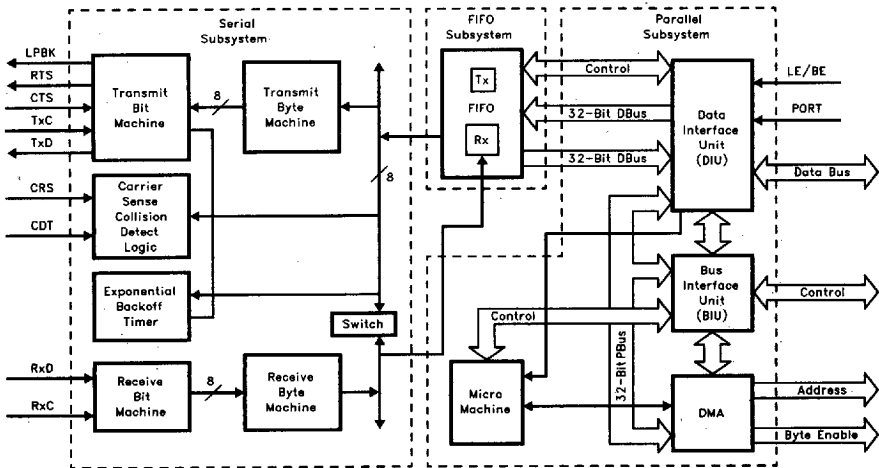 Serial
Subsystem
FIFO
Subsystem
Parallel
Subsystem
LPBK
RTS
CTS
TxC
TxD
Transmit
Bit
Machine
8
Transmit
Byte
Machine
8
Tx
FIFO
Rx
Control
32-Bit DBus
32-Bit DBus
Data
Interface
Unit
(DIU)
LE/BE
PORT
Data Bus
CRS
CDT
Carrier
Sense
Collision
Detect
Logic
Exponential
Backoff
Timer
Switch
Control
32-Bit PBus
Bus
Interface
Unit
(BIU)
Control
RxD
RxC
Receive
Bit
Machine
8
Receive
Byte
Machine
Micro
Machine
DMA
Address
Byte Enable